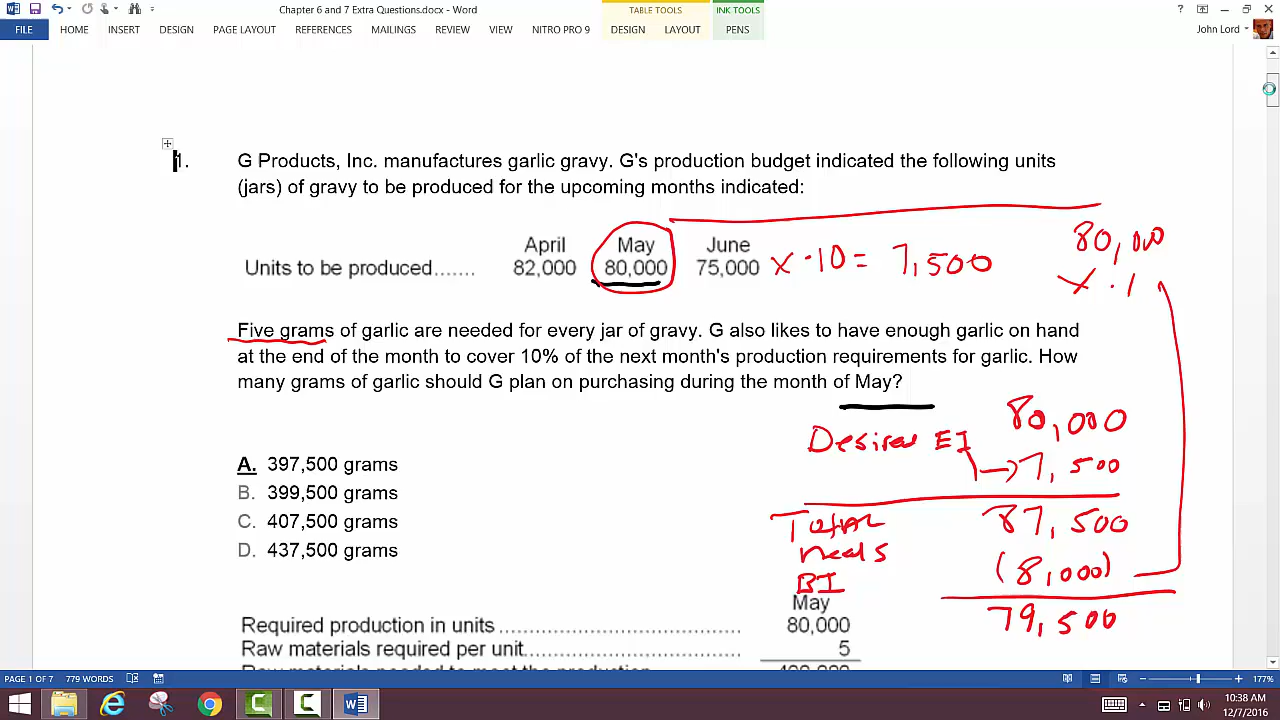 Chapter 6 and 7 Extra Questions.docx - Word
TABLE TOOLS
INK TOOLS
FILE HOME INSERT DESIGN PAGE LAYOUT REFERENCES MAILINGS REVIEW VIEW NITRO PRO 9 DESIGN LAYOUT PENS
John Lord
1. G Products, Inc. manufactures garlic gravy. G's production budget indicated the following units
(jars) of gravy to be produced for the upcoming months indicated:
April May June
Units to be produced....... 82,000 80,000 75,000 x .10 = 7,500
80,000
x .1
Five grams of garlic are needed for every jar of gravy. G also likes to have enough garlic on hand
at the end of the month to cover 10% of the next month's production requirements for garlic. How
many grams of garlic should G plan on purchasing during the month of May?
80,000
Desired EI
7,500
A. 397,500 grams
B. 399,500 grams
C. 407,500 grams
D. 437,500 grams
Total 87,500
needs
BI (8,000)
79,500
May
Required production in units 80,000
Raw materials required per unit 5
Raw materials needed to meet the production 400,000
PAGE 1 OF 7 779 WORDS 177%
10:38 AM
12/7/2016